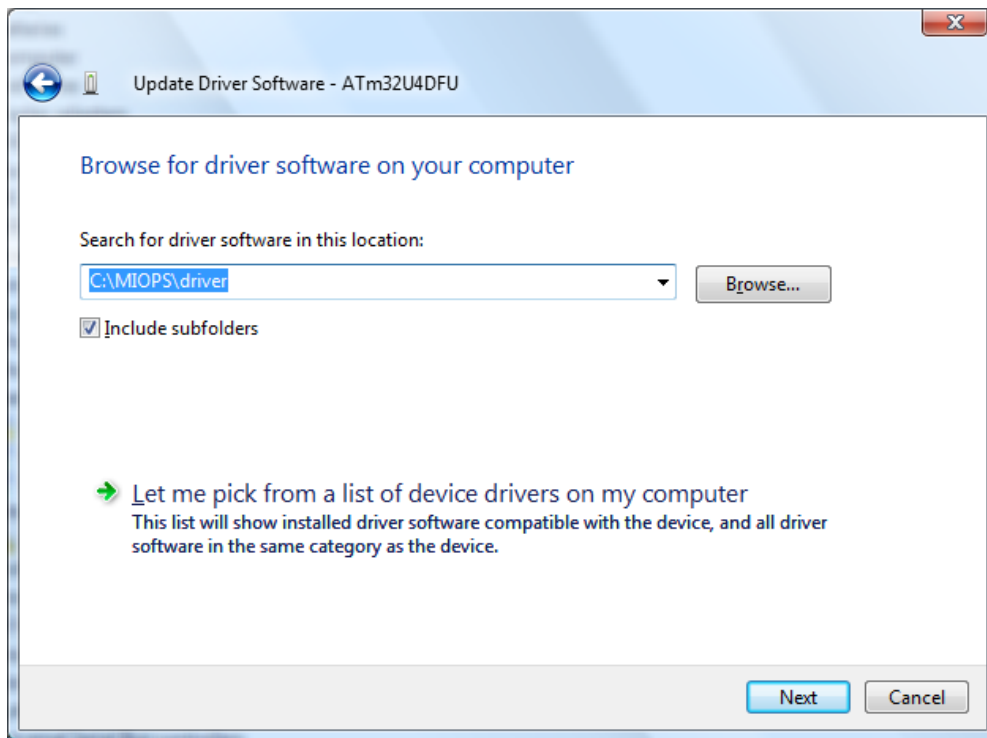 Update Driver Software - ATm32U4DFU
Browse for driver software on your computer
Search for driver software in this location:
C:\MIOPS\driver
Browse...
Include subfolders
Let me pick from a list of device drivers on my computer
This list will show installed driver software compatible with the device, and all driver
software in the same category as the device.
Next
Cancel